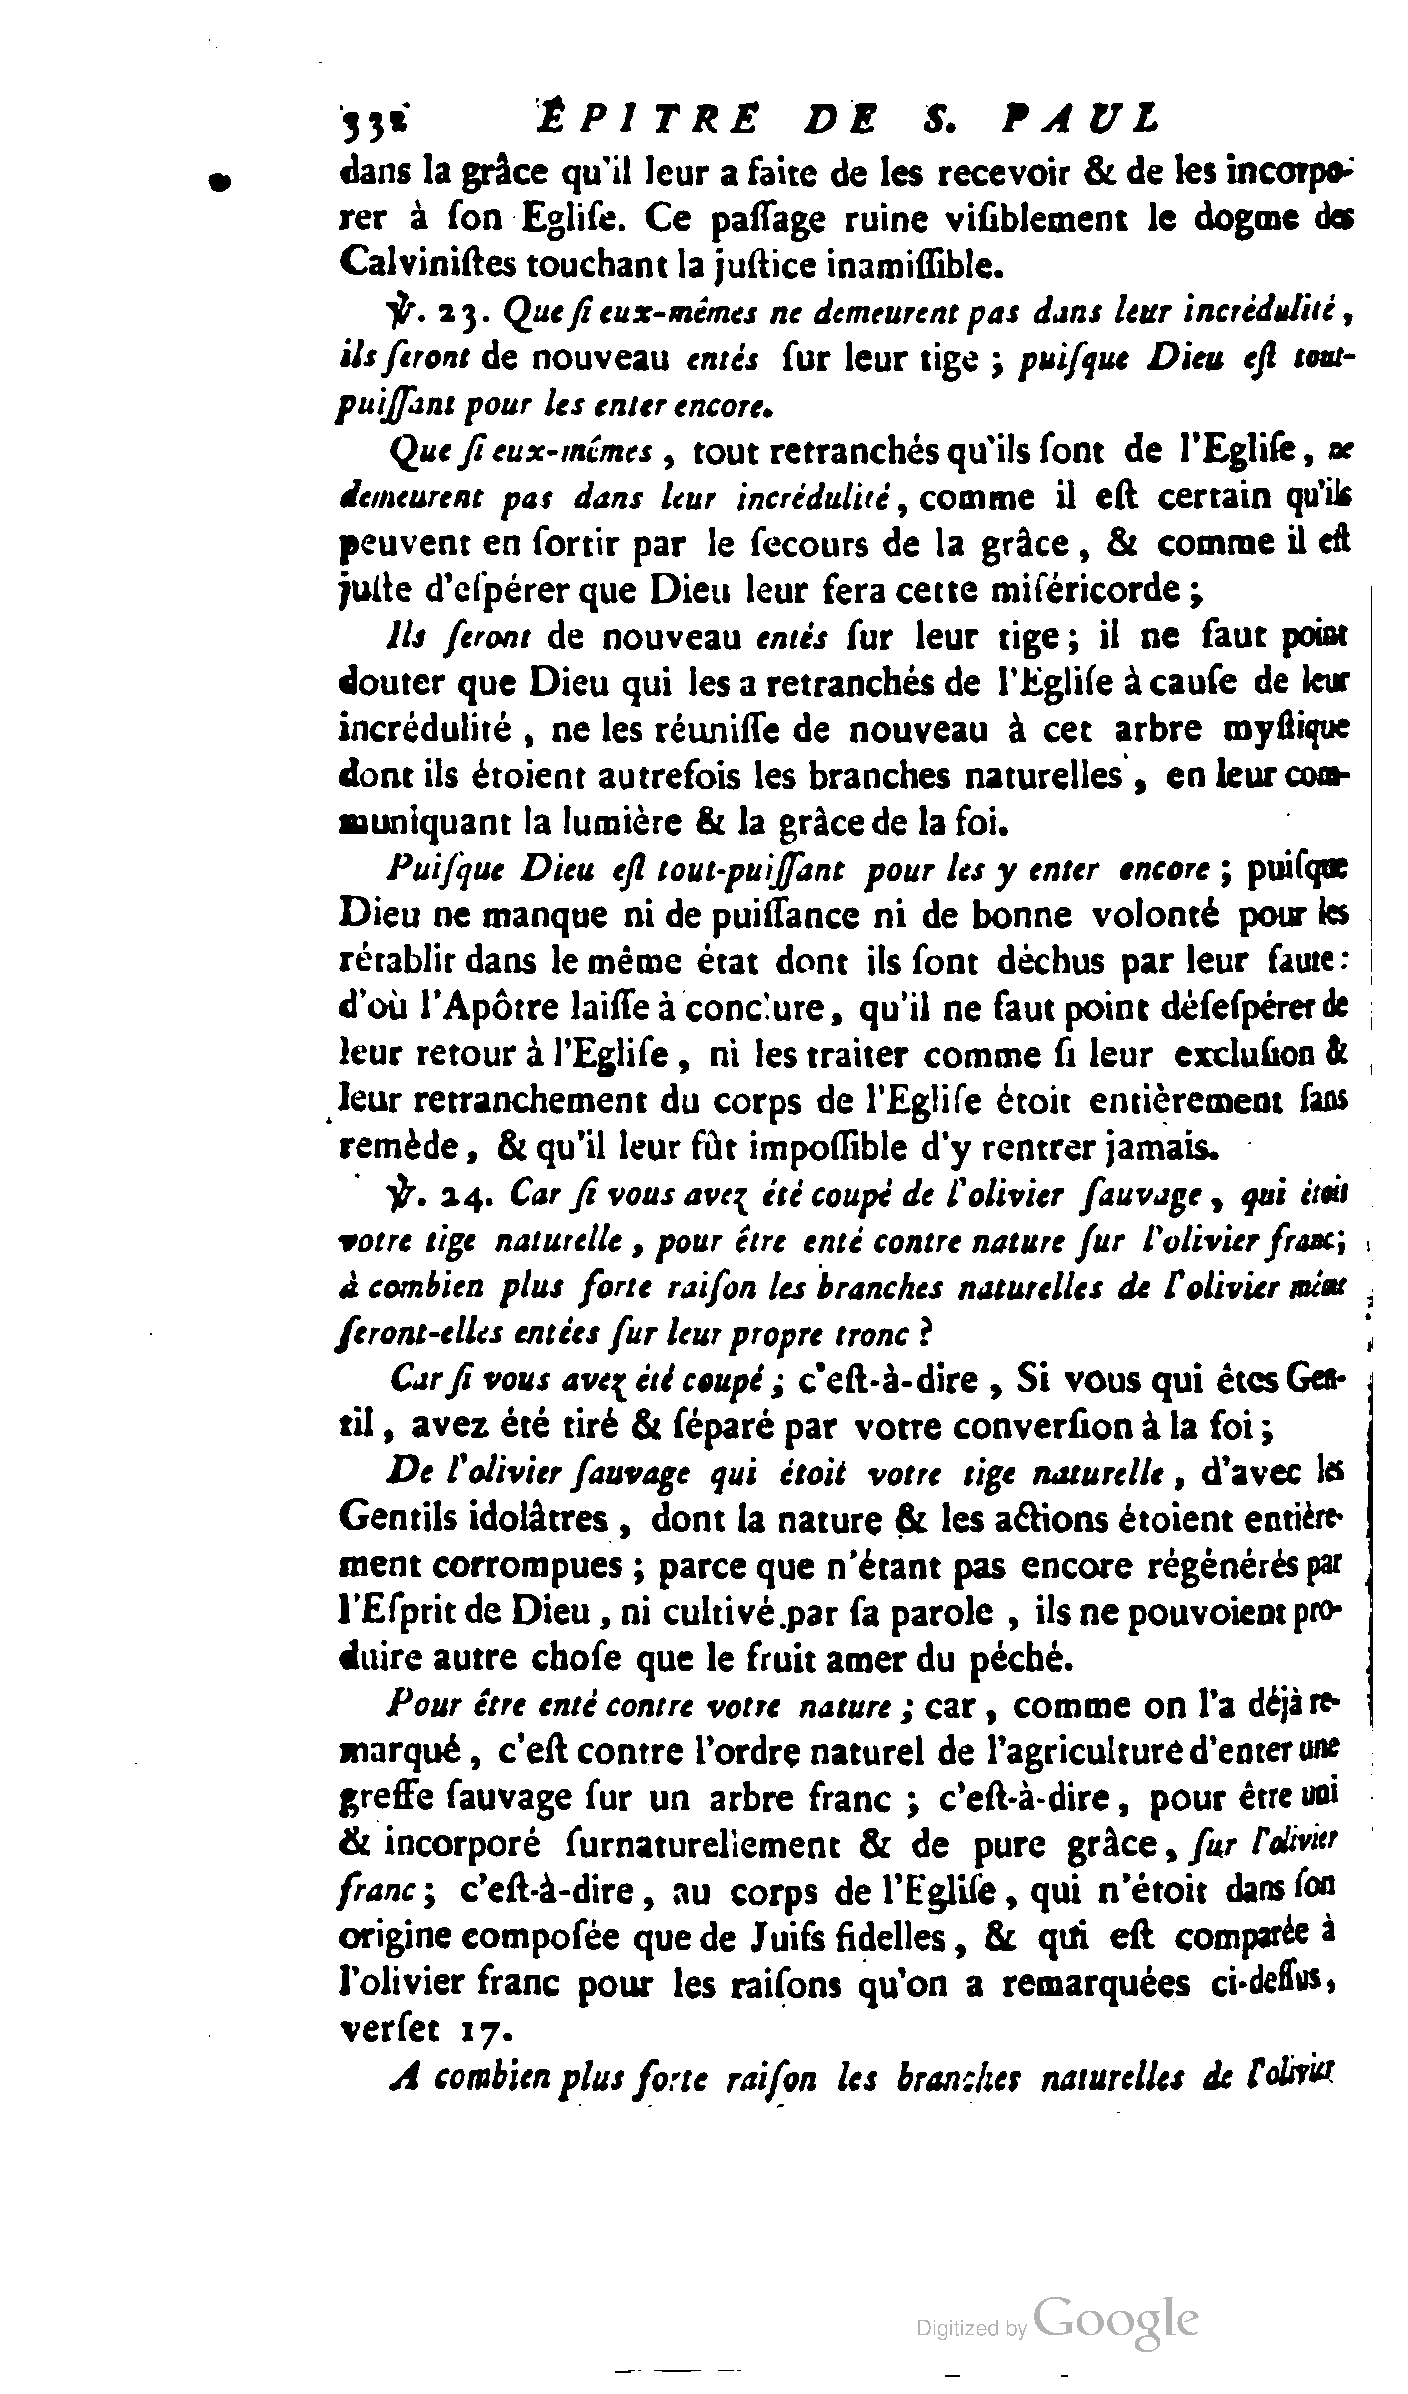 332 ÉPITRE DE S. PAUL
dans la grâce qu'il leur a faite de les recevoir & de les incorpo-
rer à ſon Egliſe. Ce paſſage ruine viſiblement le dogme des
Calviniſtes touchant la juſtice inamiſſible.
℣. 23. Que ſi eux-mêmes ne demeurent pas dans leur incrédulité,
ils ſeront de nouveau entés ſur leur tige ; puiſque Dieu eſt tout-
puiſſant pour les enter encore.
Que ſi eux-mêmes, tout retranchés qu'ils ſont de l'Egliſe, ne
demeurent pas dans leur incrédulité, comme il eſt certain qu'ils
peuvent en ſortir par le ſecours de la grâce, & comme il eſt
juſte d'eſpérer que Dieu leur fera cette miſéricorde ;
Ils ſeront de nouveau entés ſur leur tige ; il ne faut point
douter que Dieu qui les a retranchés de l'Egliſe à cauſe de leur
incrédulité, ne les réuniſſe de nouveau à cet arbre myſtique
dont ils étoient autrefois les branches naturelles, en leur com-
muniquant la lumière & la grâce de la foi.
Puiſque Dieu eſt tout-puiſſant pour les y enter encore ; puiſque
Dieu ne manque ni de puiſſance ni de bonne volonté pour les
rétablir dans le même état dont ils ſont déchus par leur faute :
d'où l'Apôtre laiſſe à conclure, qu'il ne faut point déſeſpérer de
leur retour à l'Egliſe, ni les traiter comme ſi leur excluſion &
leur retranchement du corps de l'Egliſe étoit entièrement ſans
remède, & qu'il leur fût impoſſible d'y rentrer jamais.
℣. 24. Car ſi vous avez été coupé de l'olivier ſauvage, qui étoit
votre tige naturelle, pour être enté contre nature ſur l'olivier franc ;
à combien plus forte raiſon les branches naturelles de l'olivier même
ſeront-elles entées ſur leur propre tronc ?
Car ſi vous avez été coupé ; c'eſt-à-dire, Si vous qui êtes Gen-
til, avez été tiré & ſéparé par votre converſion à la foi ;
De l'olivier ſauvage qui étoit votre tige naturelle, d'avec les
Gentils idolâtres, dont la nature & les actions étoient entière-
ment corrompues ; parce que n'étant pas encore régénérés par
l'Eſprit de Dieu, ni cultivé par ſa parole, ils ne pouvoient pro-
duire autre choſe que le fruit amer du péché.
Pour être enté contre votre nature ; car, comme on l'a déjà re-
marqué, c'eſt contre l'ordre naturel de l'agriculture d'enter une
greffe ſauvage ſur un arbre franc ; c'eſt-à-dire, pour être uni
& incorporé ſurnaturellement & de pure grâce, ſur l'olivier
franc ; c'eſt-à-dire, au corps de l'Egliſe, qui n'étoit dans ſon
origine compoſée que de Juifs fidelles, & qui eſt comparée à
l'olivier franc pour les raiſons qu'on a remarquées ci-deſſus,
verſet 17.
A combien plus forte raiſon les branches naturelles de l'olivier
Digitized by Google